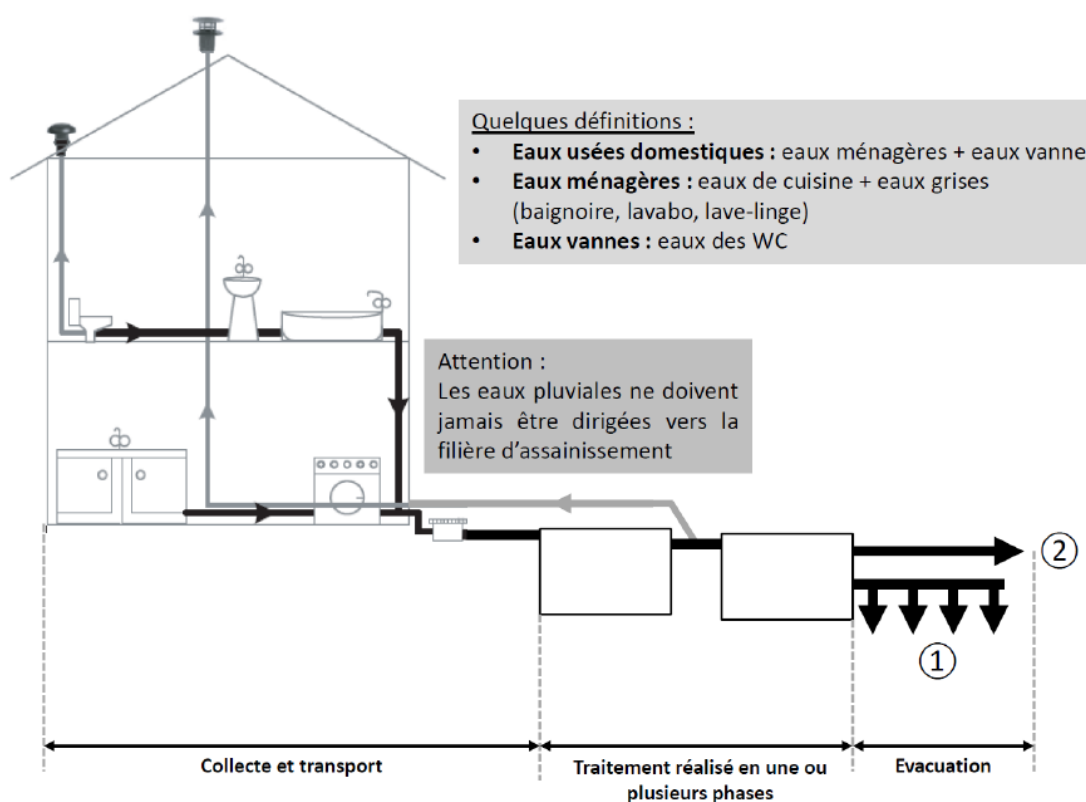 Quelques définitions :
• Eaux usées domestiques : eaux ménagères + eaux vanne
• Eaux ménagères : eaux de cuisine + eaux grises
(baignoire, lavabo, lave-linge)
• Eaux vannes : eaux des WC
Attention :
Les eaux pluviales ne doivent
jamais être dirigées vers la
filière d’assainissement
②
①
Collecte et transport
Traitement réalisé en une ou
plusieurs phases
Evacuation